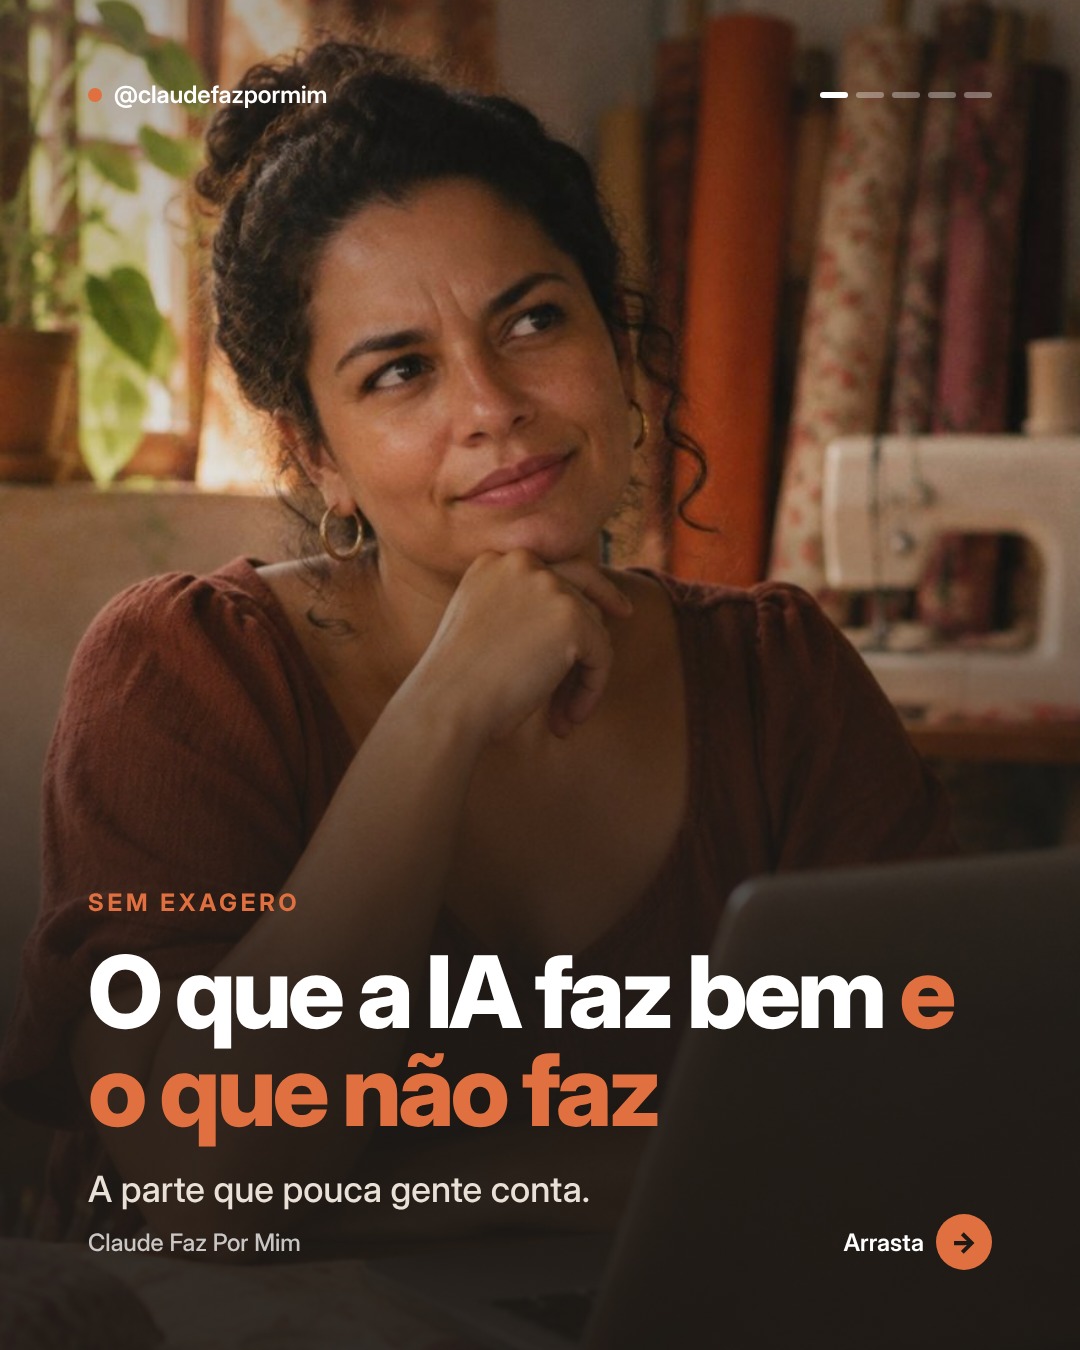 @claudefazpormim
SEM EXAGERO
O que a IA faz bem e
o que não faz
A parte que pouca gente conta.
Claude Faz Por Mim
Arrasta